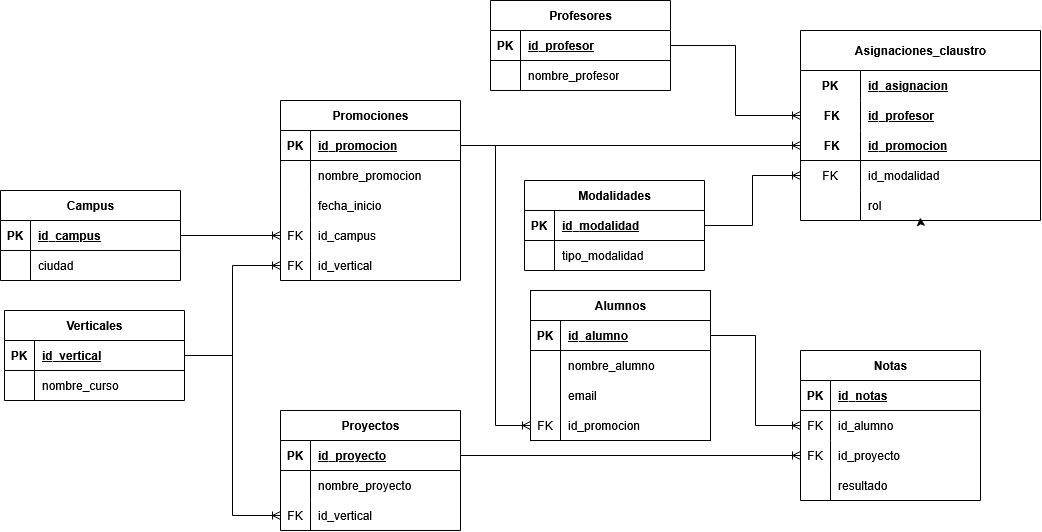 Profesores
PK id_profesor
nombre_profesor
Asignaciones_claustro
PK id_asignacion
FK id_profesor
FK id_promocion
FK id_modalidad
rol
Promociones
PK id_promocion
nombre_promocion
fecha_inicio
FK id_campus
FK id_vertical
Campus
PK id_campus
ciudad
Modalidades
PK id_modalidad
tipo_modalidad
Verticales
PK id_vertical
nombre_curso
Alumnos
PK id_alumno
nombre_alumno
email
FK id_promocion
Notas
PK id_notas
FK id_alumno
FK id_proyecto
resultado
Proyectos
PK id_proyecto
nombre_proyecto
FK id_vertical